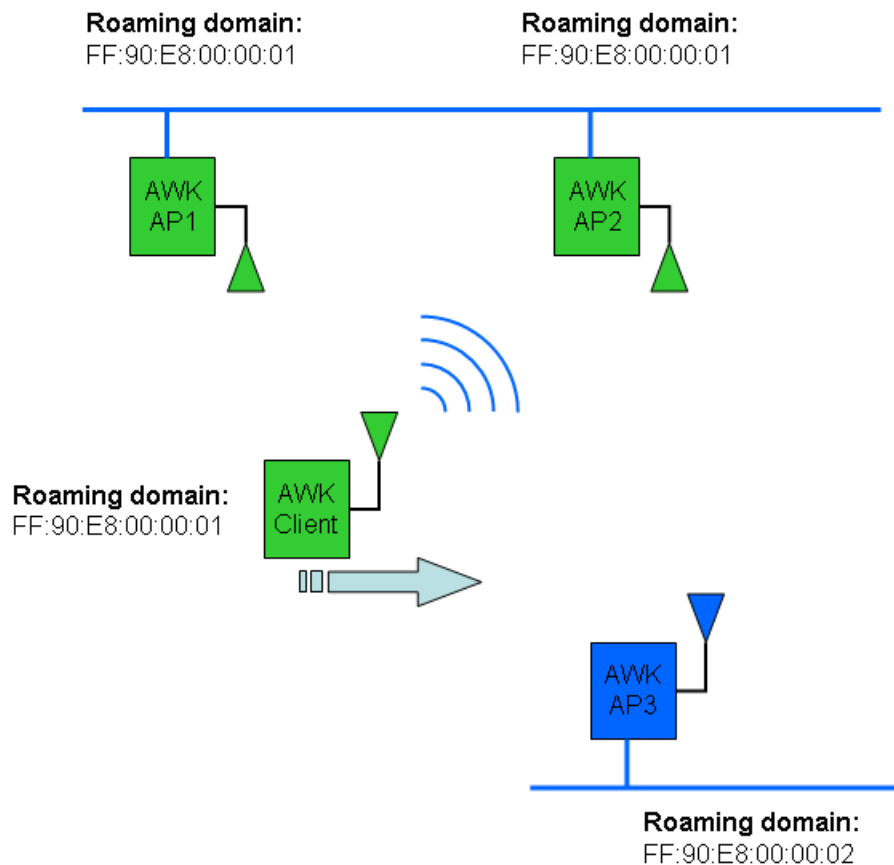 Roaming domain:
FF:90:E8:00:00:01
Roaming domain:
FF:90:E8:00:00:01
AWK
AP1
AWK
AP2
Roaming domain:
FF:90:E8:00:00:01
AWK
Client
AWK
AP3
Roaming domain:
FF:90:E8:00:00:02